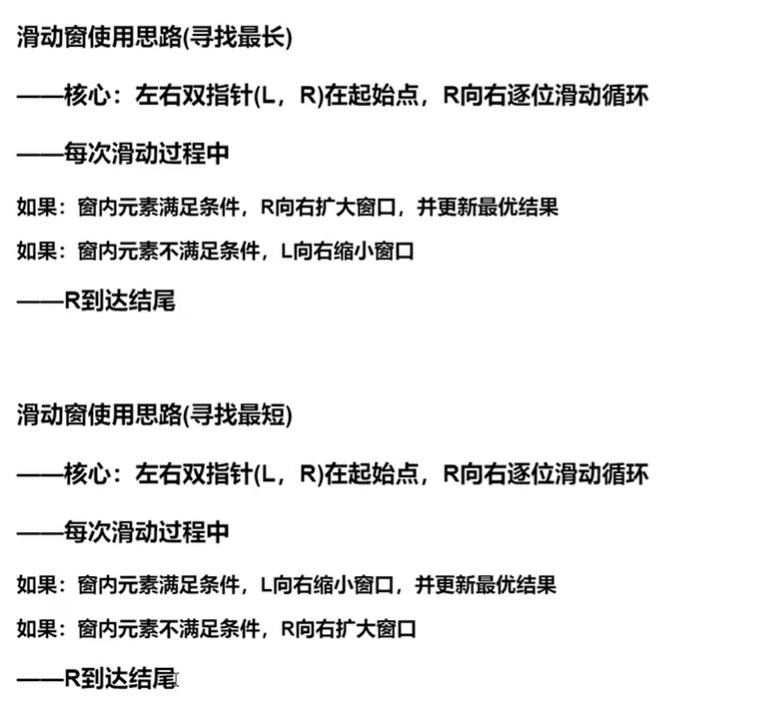 滑动窗使用思路(寻找最长)
——核心：左右双指针(L，R)在起始点，R向右逐位滑动循环
——每次滑动过程中
如果：窗内元素满足条件，R向右扩大窗口，并更新最优结果
如果：窗内元素不满足条件，L向右缩小窗口
——R到达结尾
滑动窗使用思路(寻找最短)
——核心：左右双指针(L，R)在起始点，R向右逐位滑动循环
——每次滑动过程中
如果：窗内元素满足条件，L向右缩小窗口，并更新最优结果
如果：窗内元素不满足条件，R向右扩大窗口
——R到达结尾